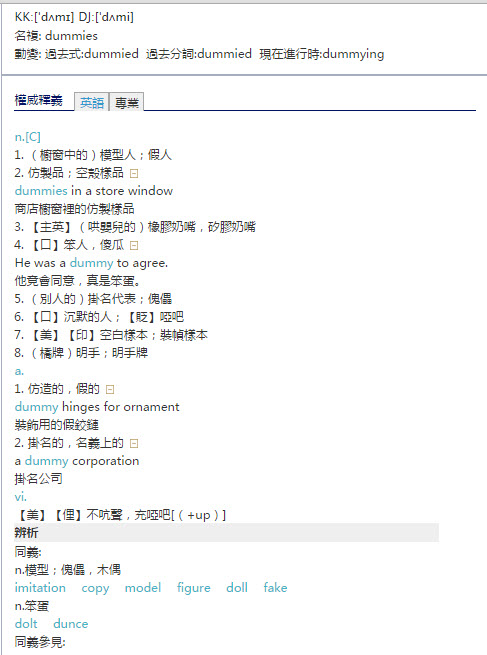 KK:[ˋdʌmɪ] DJ:[ˋdʌmi]
名複: dummies
動變: 過去式:dummied 過去分詞:dummied 現在進行時:dummying
權威釋義 英語 專業
n.[C]
1. （櫥窗中的）模型人；假人
2. 仿製品；空殼樣品
dummies in a store window
商店櫥窗裡的仿製樣品
3. 【主英】（哄嬰兒的）橡膠奶嘴，矽膠奶嘴
4. 【口】笨人，傻瓜
He was a dummy to agree.
他竟會同意，真是笨蛋。
5. （別人的）掛名代表；傀儡
6. 【口】沉默的人；【貶】啞吧
7. 【美】【印】空白樣本；裝幀樣本
8. （橋牌）明手；明手牌
a.
1. 仿造的，假的
dummy hinges for ornament
裝飾用的假鉸鏈
2. 掛名的，名義上的
a dummy corporation
掛名公司
vi.
【美】【俚】不吭聲，充啞吧[（+up）]
辨析
同義:
n.模型；傀儡，木偶
imitation copy model figure doll fake
n.笨蛋
dolt dunce
同義參見: